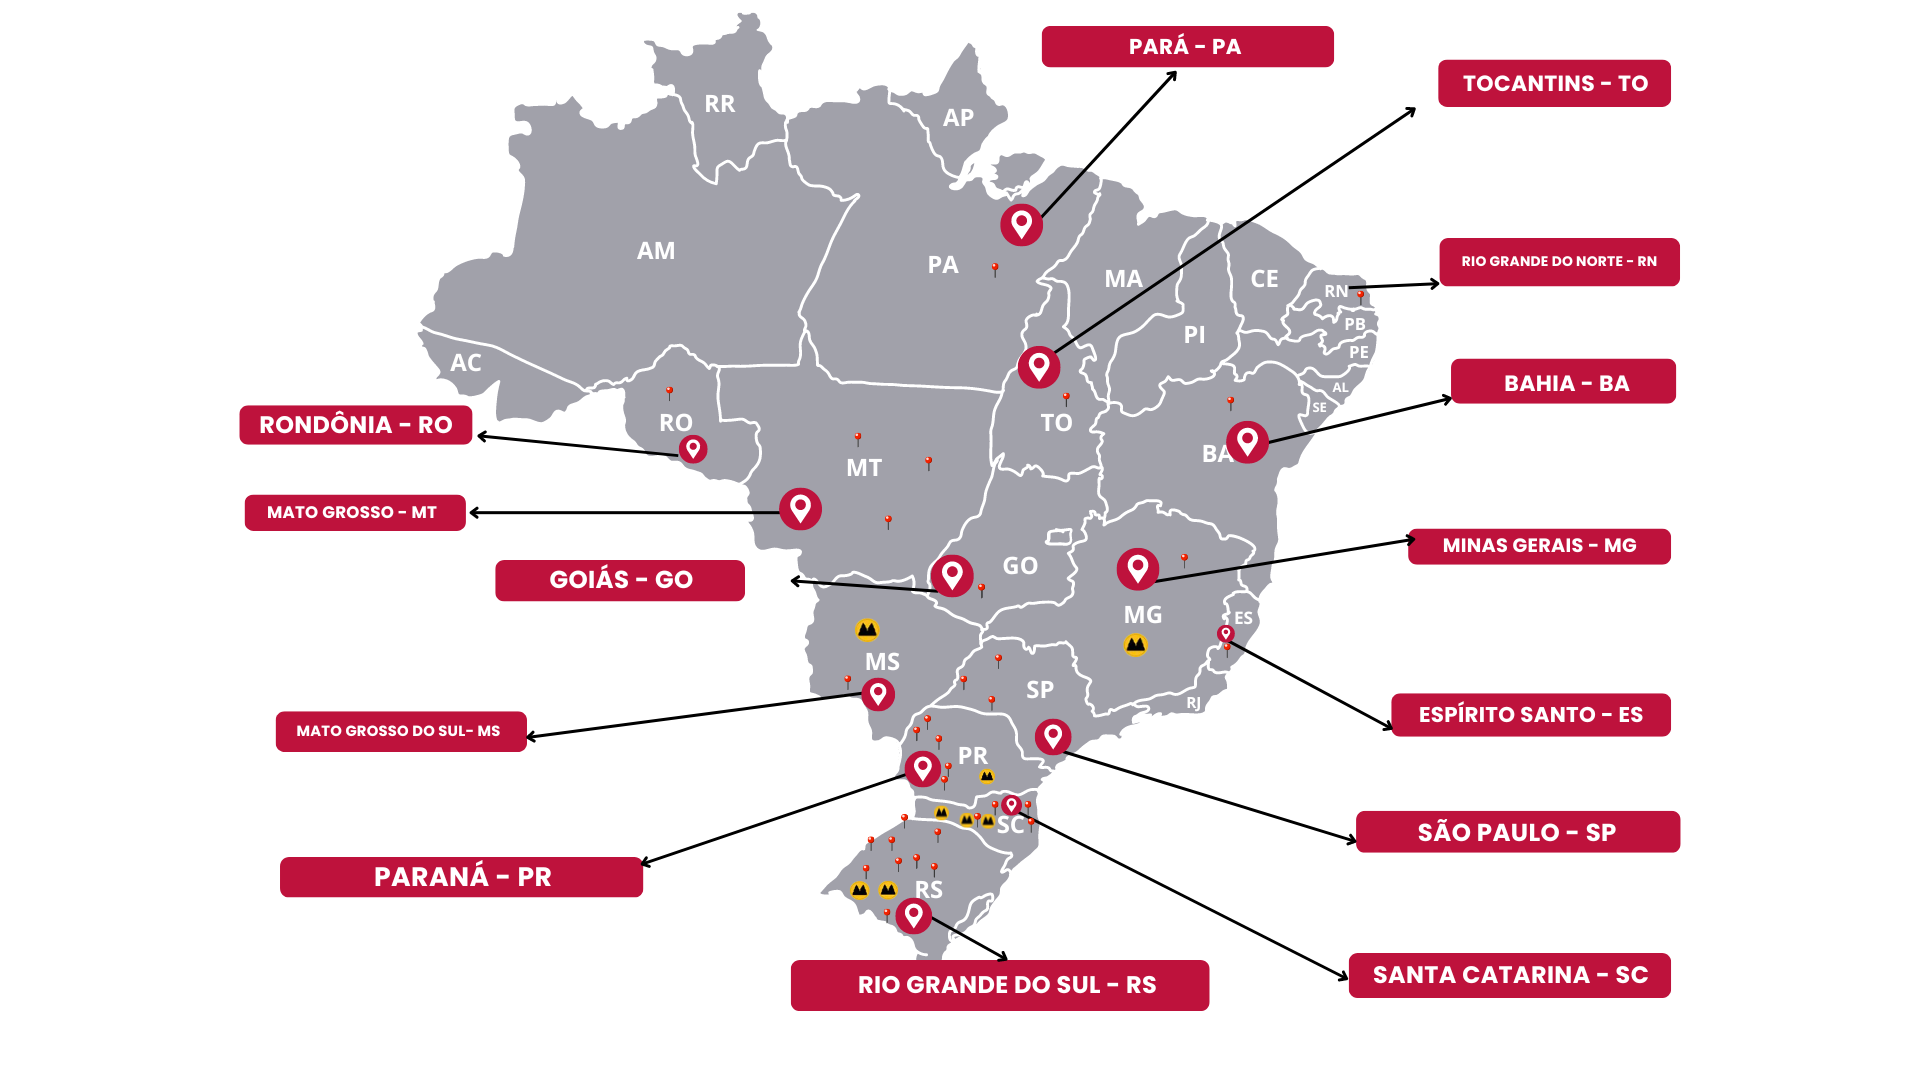 PARÁ - PA
TOCANTINS - TO
RR
AP
AM
PA
MA
CE
RIO GRANDE DO NORTE - RN
RN
PB
PI
PE
AC
AL
SE
BAHIA - BA
RO
TO
RONDÔNIA - RO
BA
MT
MATO GROSSO - MT
MINAS GERAIS - MG
GO
GOIÁS - GO
MG
ES
MS
SP
RJ
ESPÍRITO SANTO - ES
MATO GROSSO DO SUL- MS
PR
SC
SÃO PAULO - SP
PARANÁ - PR
RS
SANTA CATARINA - SC
RIO GRANDE DO SUL - RS